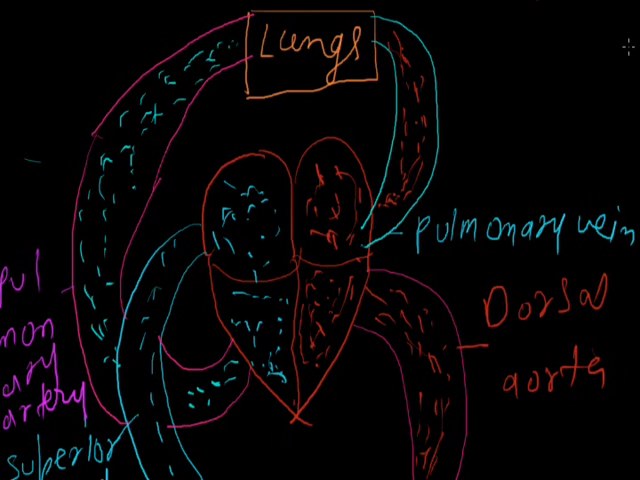 Lungs
pulmonary vein
Dorsal
aorta
pul
mon
ary
artery
superior